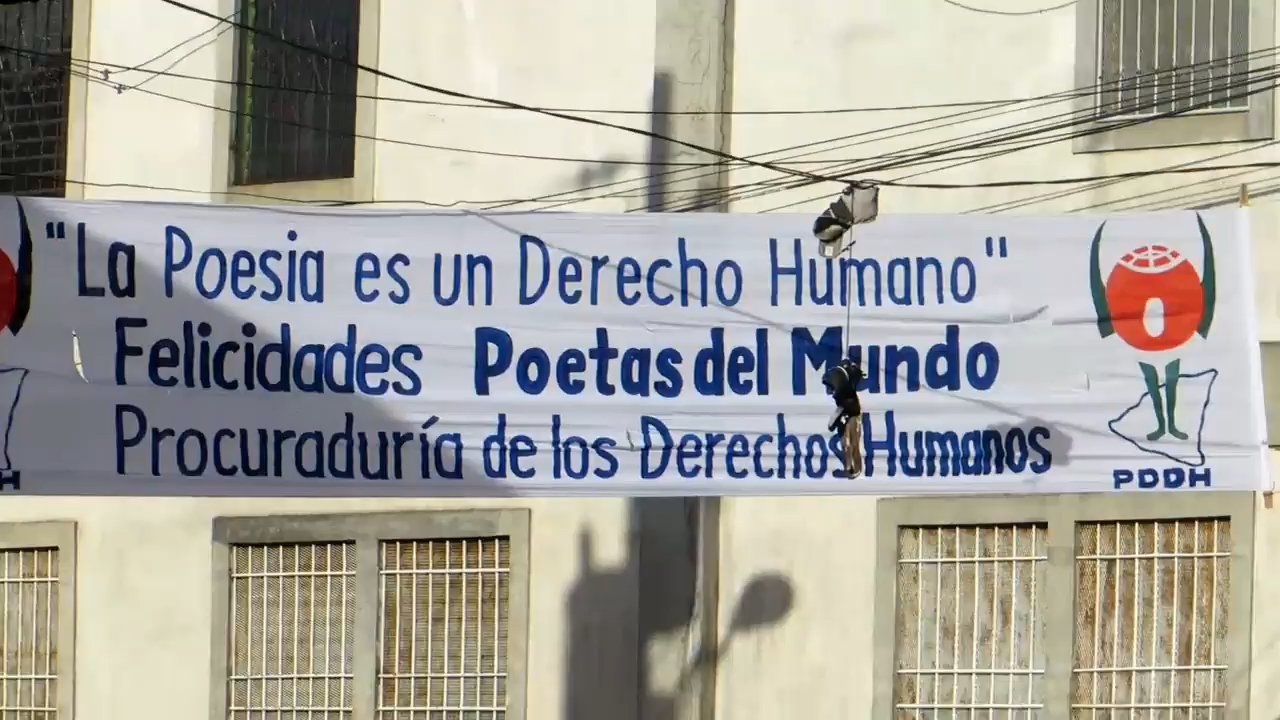 "La Poesia es un Derecho Humano"
Felicidades Poetas del Mundo
Procuraduría de los Derechos Humanos
PDDH
H